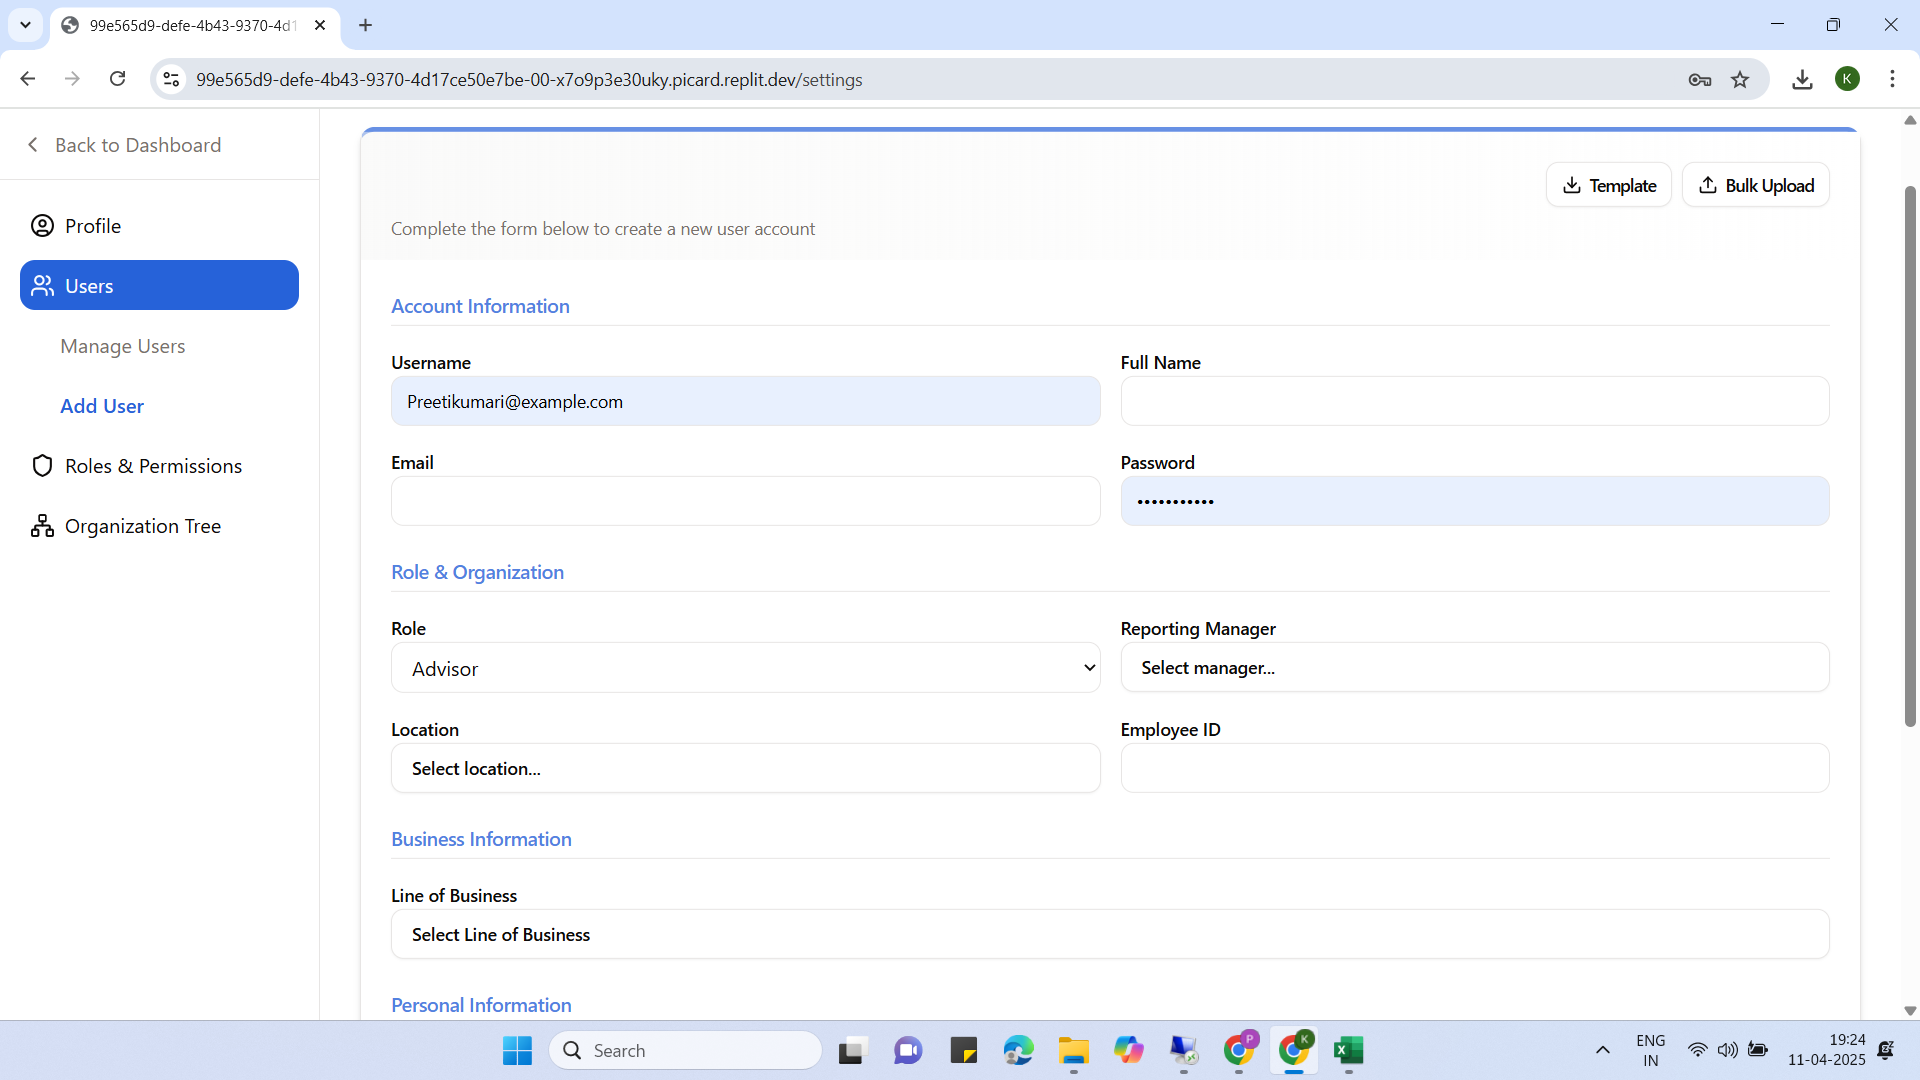 99e565d9-defe-4b43-9370-4d1
99e565d9-defe-4b43-9370-4d17ce50e7be-00-x7o9p3e30uky.picard.replit.dev/settings
K
Back to Dashboard
Profile
Users
Manage Users
Add User
Roles & Permissions
Organization Tree
Template
Bulk Upload
Complete the form below to create a new user account
Account Information
Username
Full Name
Preetikumari@example.com
Email
Password
•••••••••••
Role & Organization
Role
Reporting Manager
Advisor
Select manager...
Location
Employee ID
Select location...
Business Information
Line of Business
Select Line of Business
Personal Information
Search
P
K
X
ENG
IN
19:24
11-04-2025